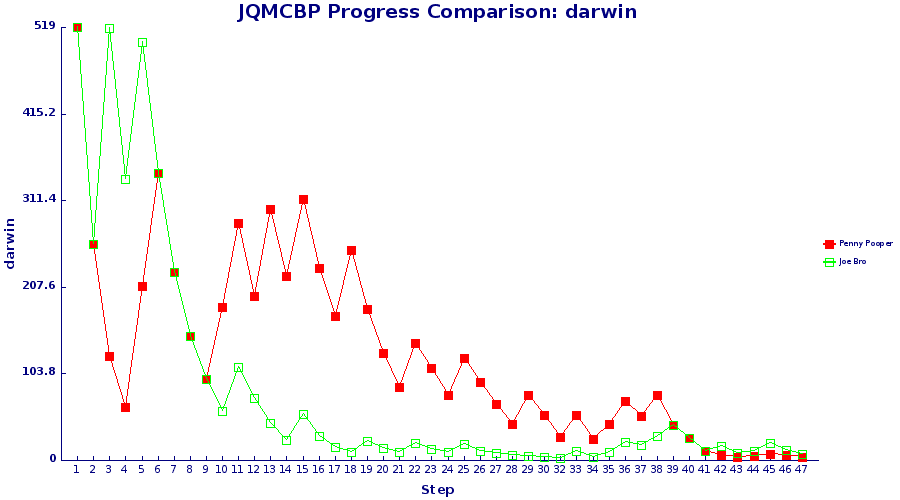 JQMCBP Progress Comparison: darwin
519
415.2
311.4
207.6
103.8
0
darwin
1 2 3 4 5 6 7 8 9 10 11 12 13 14 15 16 17 18 19 20 21 22 23 24 25 26 27 28 29 30 31 32 33 34 35 36 37 38 39 40 41 42 43 44 45 46 47
Step
Penny Pooper
Joe Bro